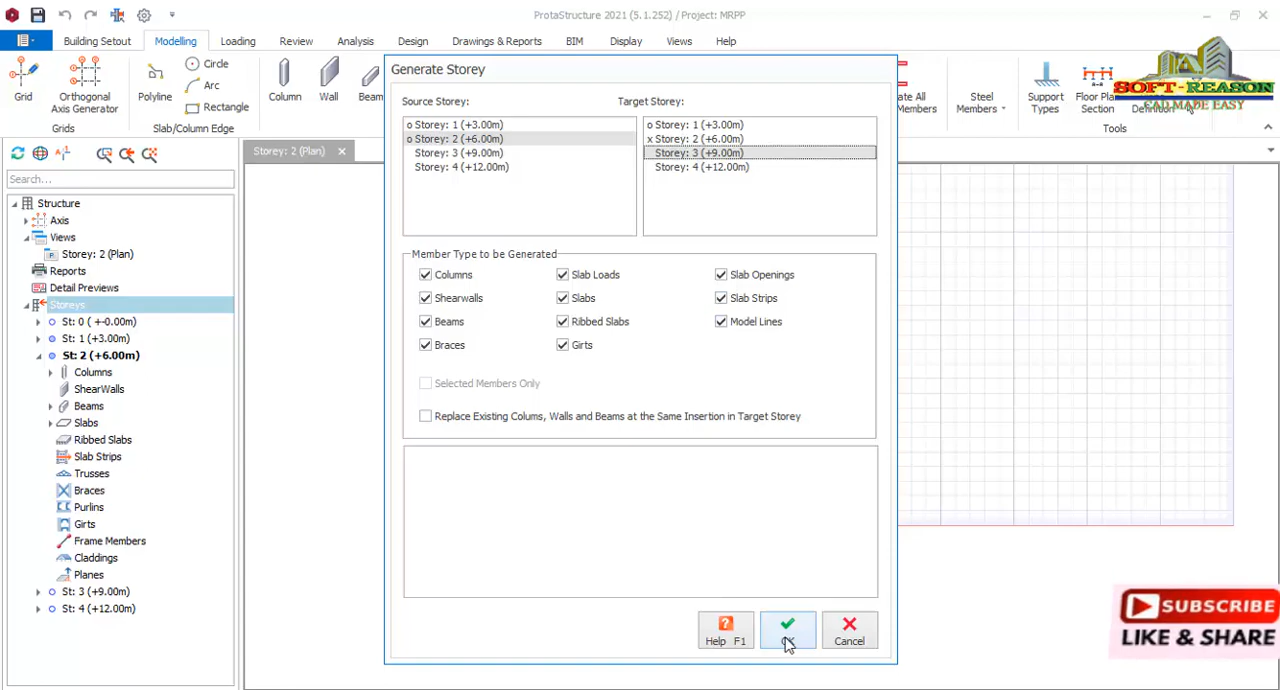 ProtaStructure 2021 (5.1.252) / Project: MRPP
Building Setout Modelling Loading Review Analysis Design Drawings & Reports BIM Display Views Help
Grid
Orthogonal
Axis Generator
Grids
Polyline
Circle
Arc
Rectangle
Slab/Column Edge
Column
Wall
Beam
ate All
Members
Steel
Members
Support
Types
Floor Plan
Section
Tools
SOFT-REASON
CAD MADE EASY
Storey: 2 (Plan)
Search...
Structure
Axis
Views
Storey: 2 (Plan)
Reports
Detail Previews
Storeys
St: 0 ( +-0.00m)
St: 1 (+3.00m)
St: 2 (+6.00m)
Columns
ShearWalls
Beams
Slabs
Ribbed Slabs
Slab Strips
Trusses
Braces
Purlins
Girts
Frame Members
Claddings
Planes
St: 3 (+9.00m)
St: 4 (+12.00m)
Generate Storey
Source Storey:
o Storey: 1 (+3.00m)
o Storey: 2 (+6.00m)
Storey: 3 (+9.00m)
Storey: 4 (+12.00m)
Target Storey:
o Storey: 1 (+3.00m)
x Storey: 2 (+6.00m)
Storey: 3 (+9.00m)
Storey: 4 (+12.00m)
Member Type to be Generated
Columns Slab Loads Slab Openings
Shearwalls Slabs Slab Strips
Beams Ribbed Slabs Model Lines
Braces Girts
Selected Members Only
Replace Existing Colums, Walls and Beams at the Same Insertion in Target Storey
Help F1 OK Cancel
SUBSCRIBE
LIKE & SHARE